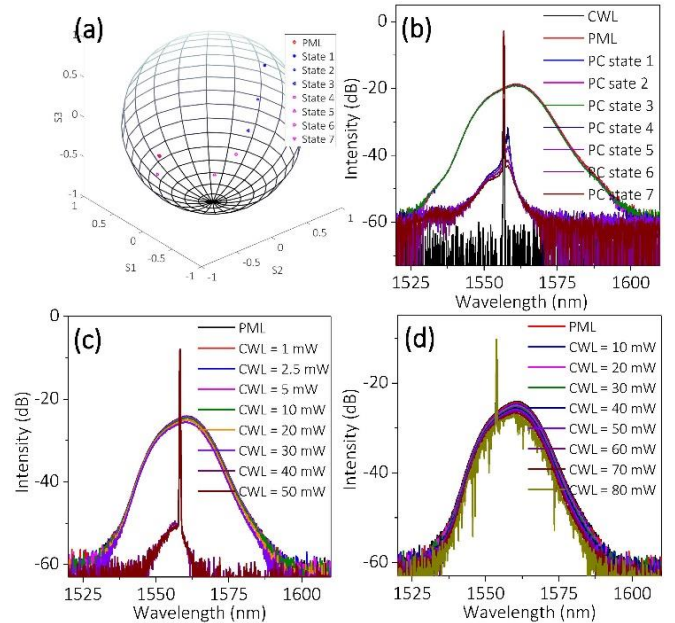 (a)
PML
State 1
State 2
State 3
State 4
State 5
State 6
State 7
1
0.5
0
-0.5
-1
S3
1
0.5
0
-0.5
-1
S1
-1
-0.5
0
0.5
1
S2
(b)
CWL
PML
PC state 1
PC sate 2
PC state 3
PC state 4
PC state 5
PC state 6
PC state 7
0
-20
-40
-60
Intensity (dB)
1525
1550
1575
1600
Wavelength (nm)
(c)
PML
CWL = 1 mW
CWL = 2.5 mW
CWL = 5 mW
CWL = 10 mW
CWL = 20 mW
CWL = 30 mW
CWL = 40 mW
CWL = 50 mW
0
-20
-40
-60
Intensity (dB)
1525
1550
1575
1600
Wavelength (nm)
(d)
PML
CWL = 10 mW
CWL = 20 mW
CWL = 30 mW
CWL = 40 mW
CWL = 50 mW
CWL = 60 mW
CWL = 70 mW
CWL = 80 mW
-20
-40
-60
Intensity (dB)
1525
1550
1575
1600
Wavelength (nm)